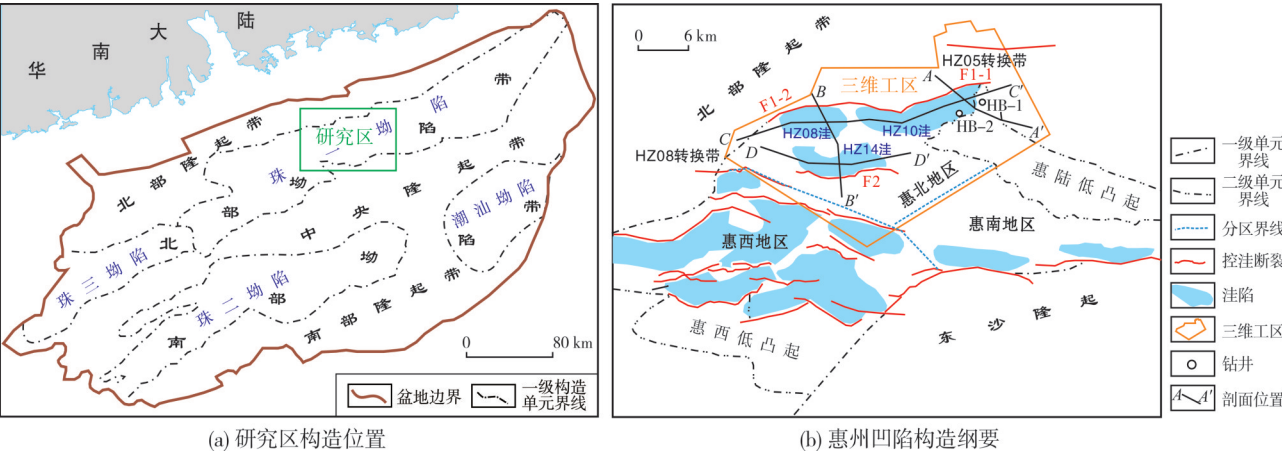 华南大陆
北部隆起带
研究区
珠一坳陷
北部坳陷带
中央隆起带
潮汕坳陷
珠三坳陷
珠二坳陷
南部坳陷带
南部隆起带
0 80 km
盆地边界
一级构造
单元界线
(a) 研究区构造位置
0 6 km
北部隆起带
HZ05转换带
三维工区
A
F1-1
B
C′
F1-2
HB-1
HB-2
HZ08洼
HZ10洼
A′
C
D
HZ14洼
D′
HZ08转换带
F2
B′
惠北地区
惠陆低凸起
惠西地区
惠南地区
惠西低凸起
东沙隆起
(b) 惠州凹陷构造纲要
一级单元
界线
二级单元
界线
分区界线
控洼断裂
洼陷
三维工区
钻井
A A′ 剖面位置